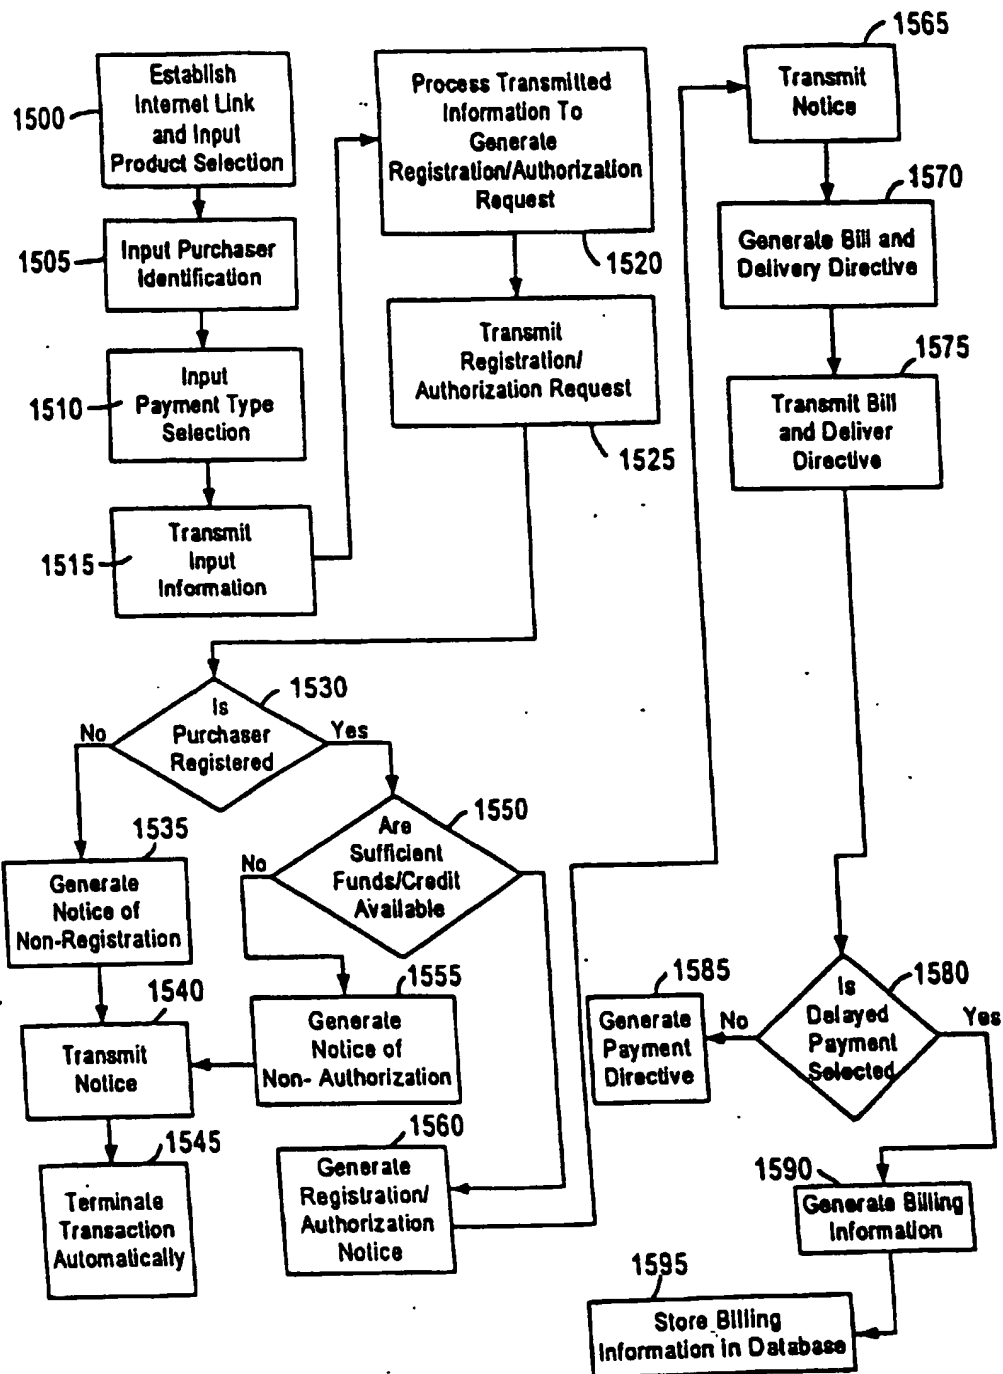 1500
Establish
Internet Link
and Input
Product Selection
1505
Input Purchaser
Identification
1510
Input
Payment Type
Selection
1515
Transmit
Input
Information
Process Transmitted
Information To
Generate
Registration/Authorization
Request
1520
Transmit
Registration/
Authorization Request
1525
1530
Is
Purchaser
Registered
No
Yes
1535
Generate
Notice of
Non-Registration
1540
Transmit
Notice
1545
Terminate
Transaction
Automatically
1550
Are
Sufficient
Funds/Credit
Available
No
1555
Generate
Notice of
Non- Authorization
1560
Generate
Registration/
Authorization
Notice
1565
Transmit
Notice
1570
Generate Bill and
Delivery Directive
1575
Transmit Bill
and Deliver
Directive
1580
Is
Delayed
Payment
Selected
No
Yes
1585
Generate
Payment
Directive
1590
Generate Billing
Information
1595
Store Billing
Information in Database